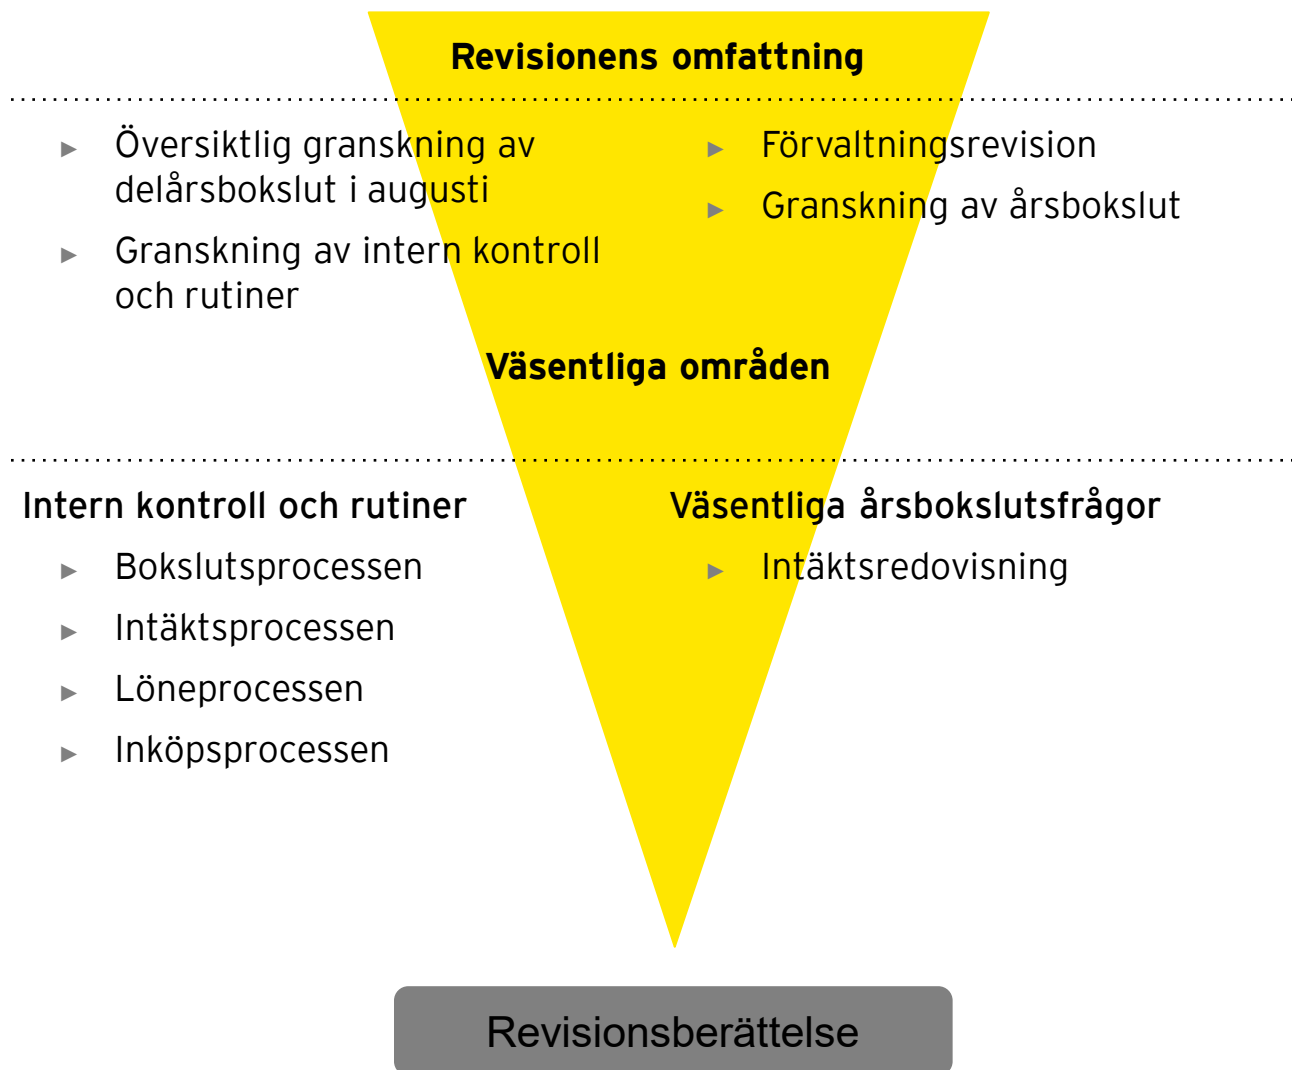 Revisionens omfattning
► Översiktlig granskning av
delårsbokslut i augusti
► Granskning av intern kontroll
och rutiner
► Förvaltningsrevision
► Granskning av årsbokslut
Väsentliga områden
Intern kontroll och rutiner
► Bokslutsprocessen
► Intäktsprocessen
► Löneprocessen
► Inköpsprocessen
Väsentliga årsbokslutsfrågor
► Intäktsredovisning
Revisionsberättelse